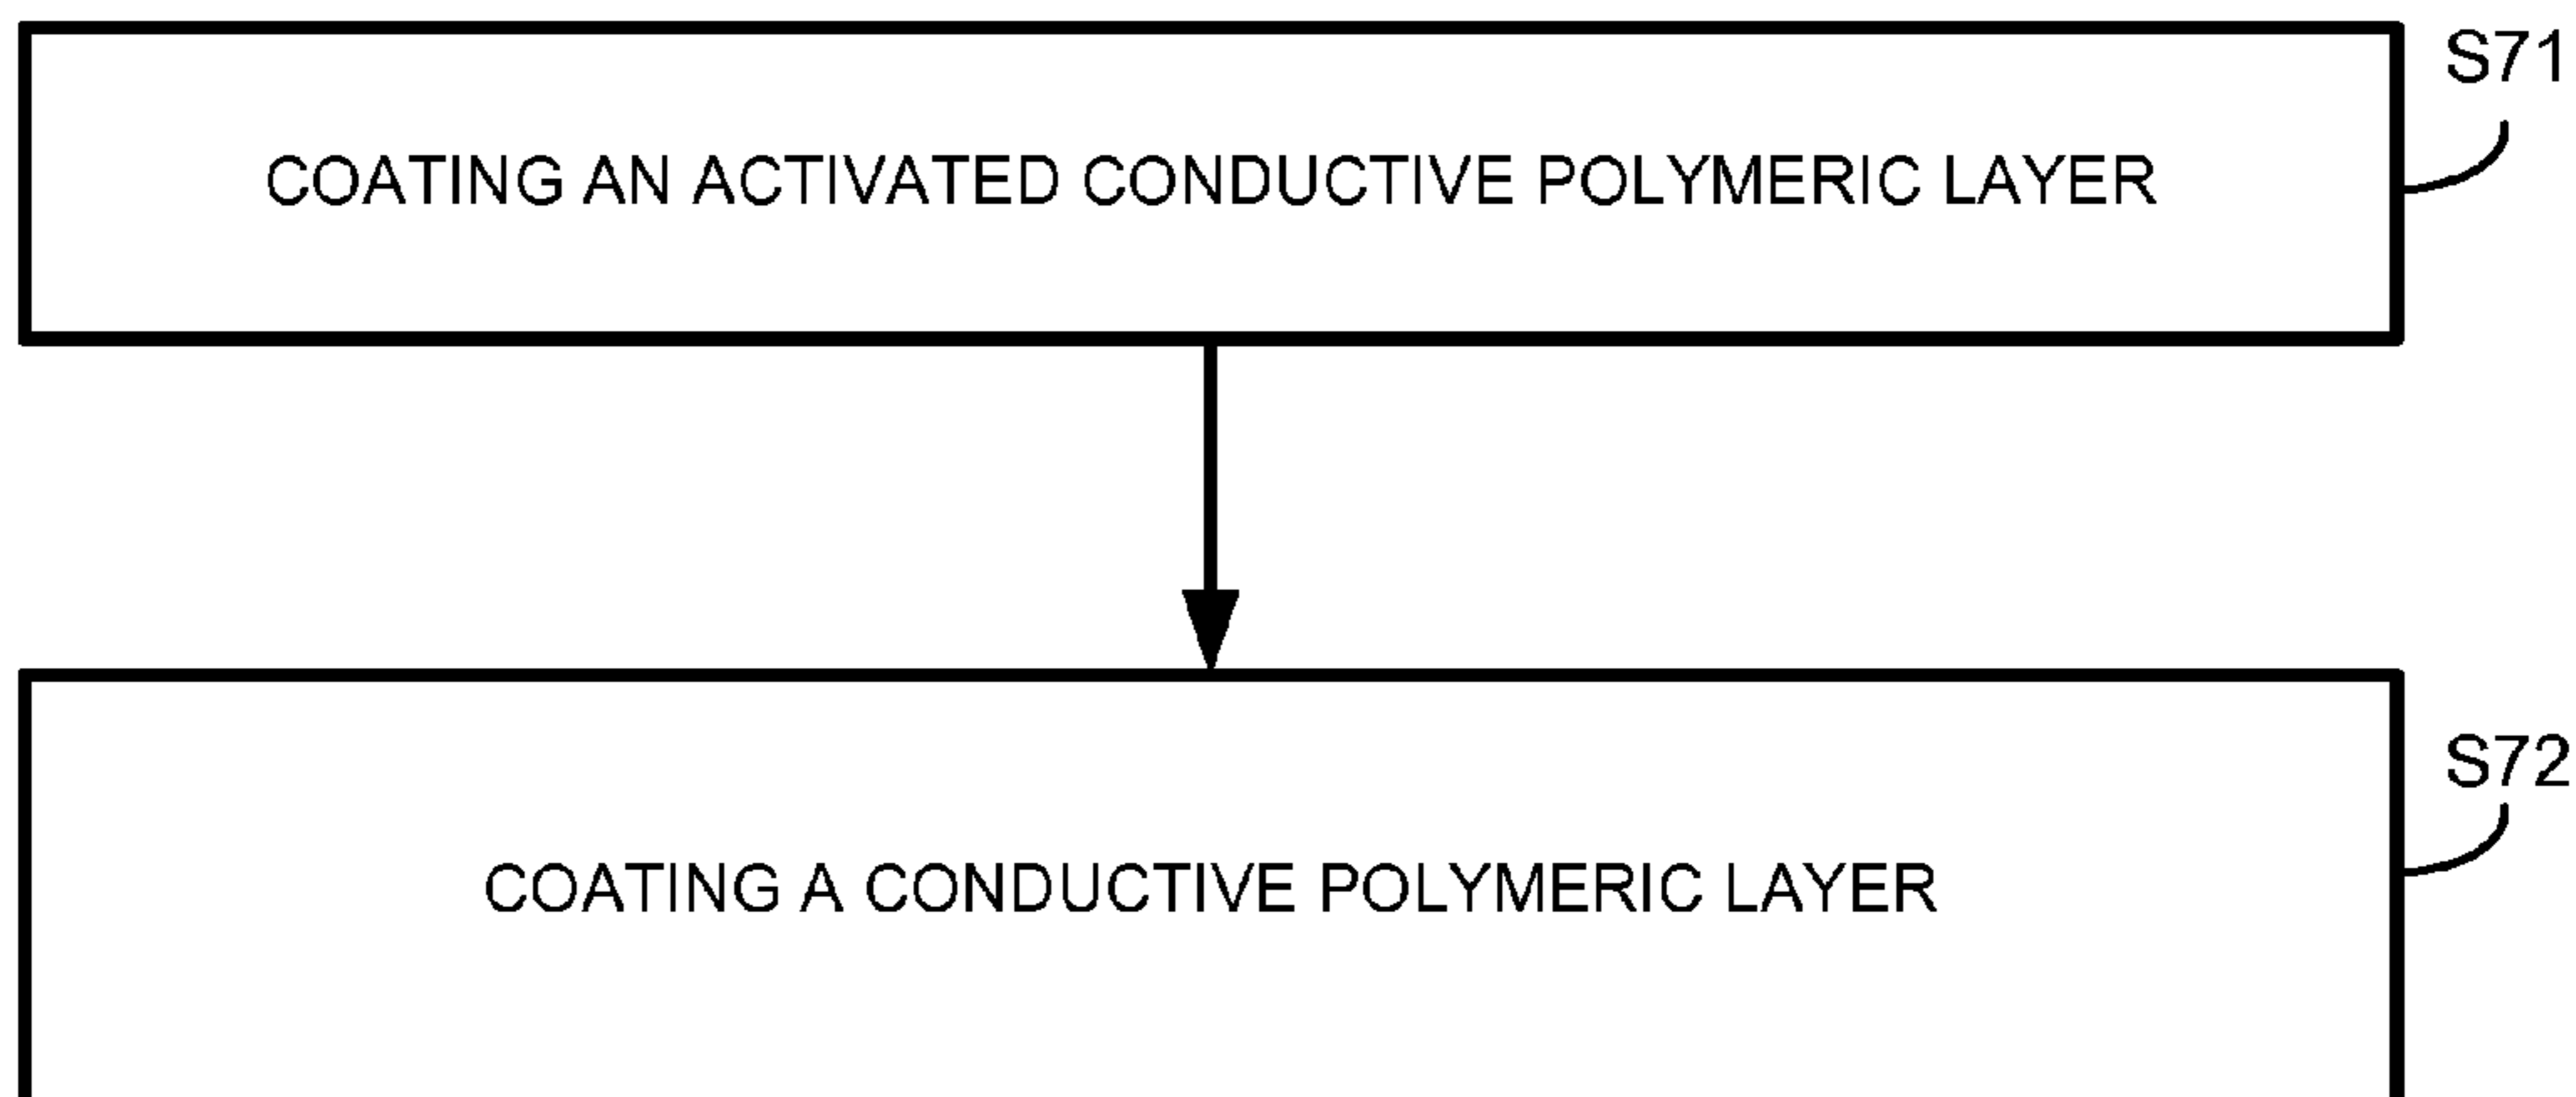 S71
COATING AN ACTIVATED CONDUCTIVE POLYMERIC LAYER
S72
COATING A CONDUCTIVE POLYMERIC LAYER